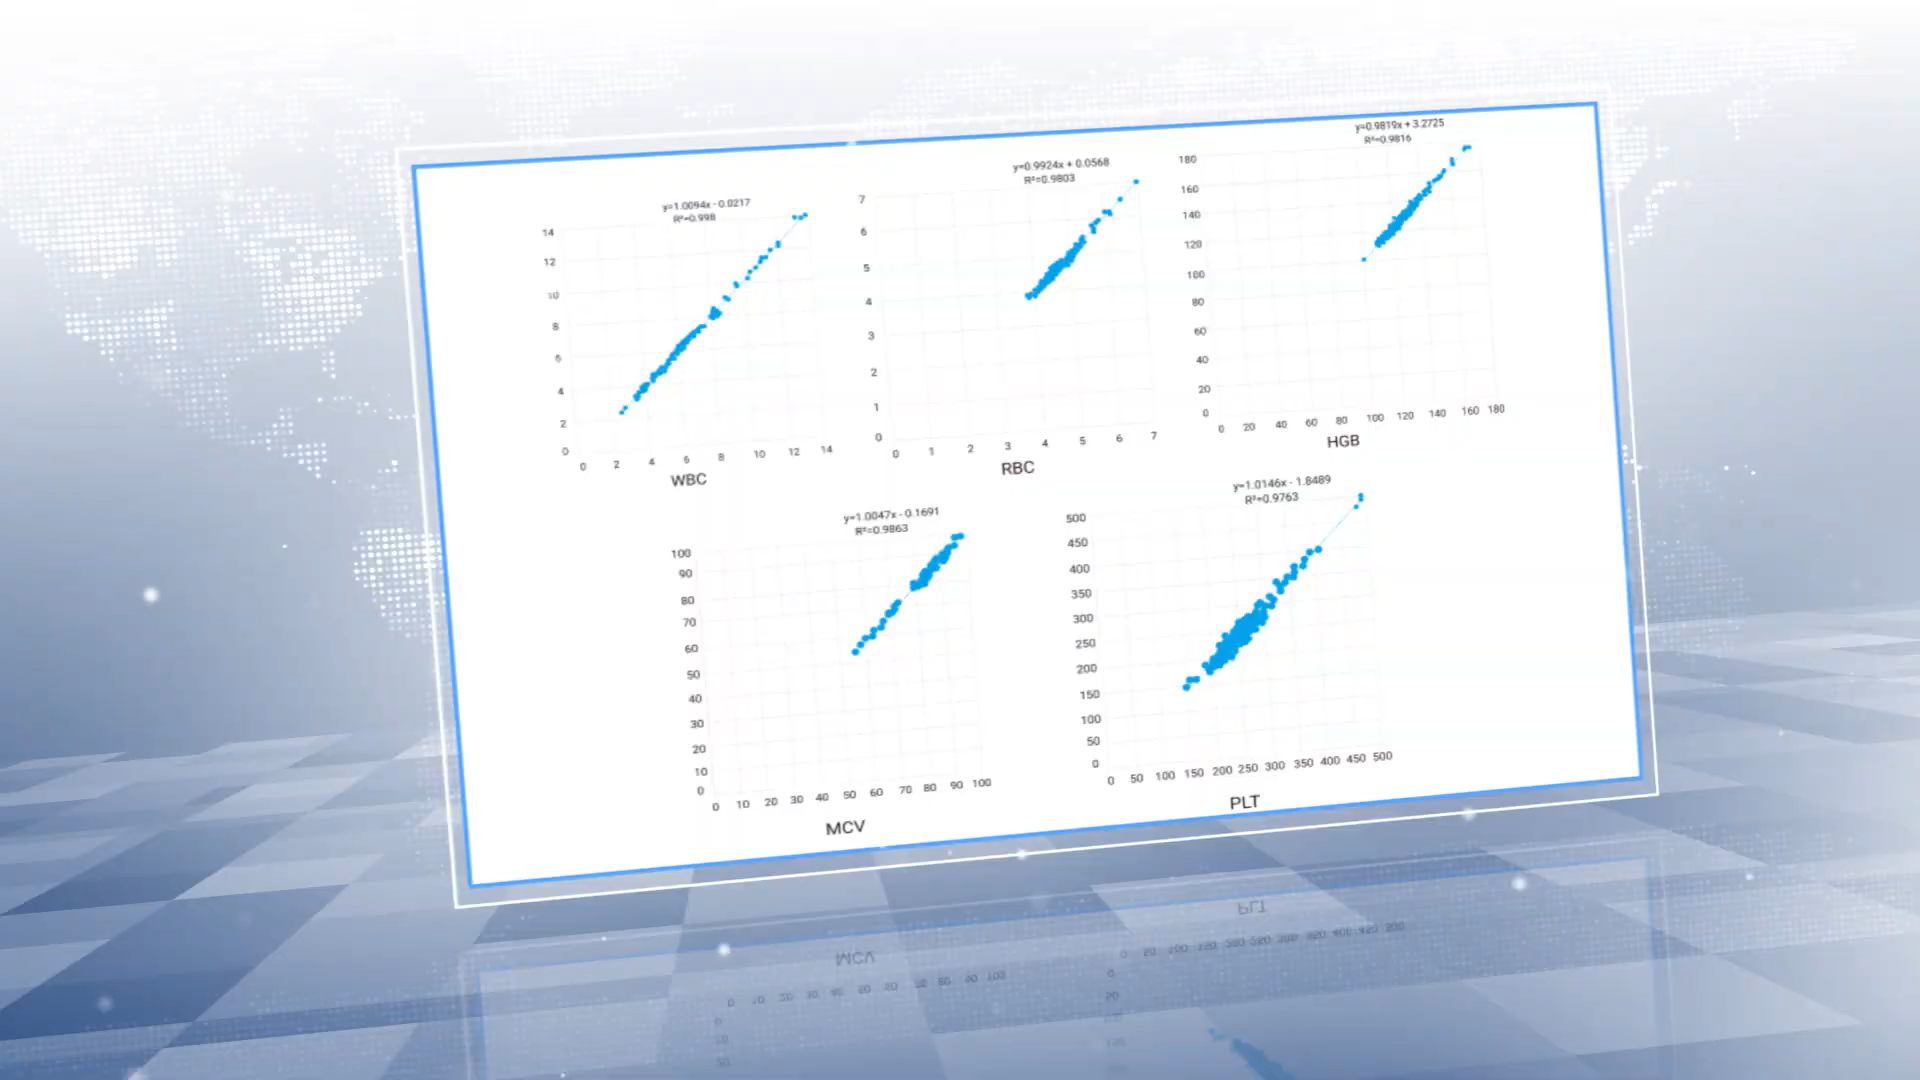 y=1.0094x - 0.0217
R²=0.998
14
12
10
8
6
4
2
0
0 2 4 6 8 10 12 14
WBC
y=0.9924x + 0.0568
R²=0.9803
7
6
5
4
3
2
1
0
0 1 2 3 4 5 6 7
RBC
y=0.9819x + 3.2725
R²=0.9816
180
160
140
120
100
80
60
40
20
0
0 20 40 60 80 100 120 140 160 180
HGB
y=1.0047x - 0.1691
R²=0.9863
100
90
80
70
60
50
40
30
20
10
0
0 10 20 30 40 50 60 70 80 90 100
MCV
y=1.0146x - 1.8489
R²=0.9763
500
450
400
350
300
250
200
150
100
50
0
0 50 100 150 200 250 300 350 400 450 500
PLT